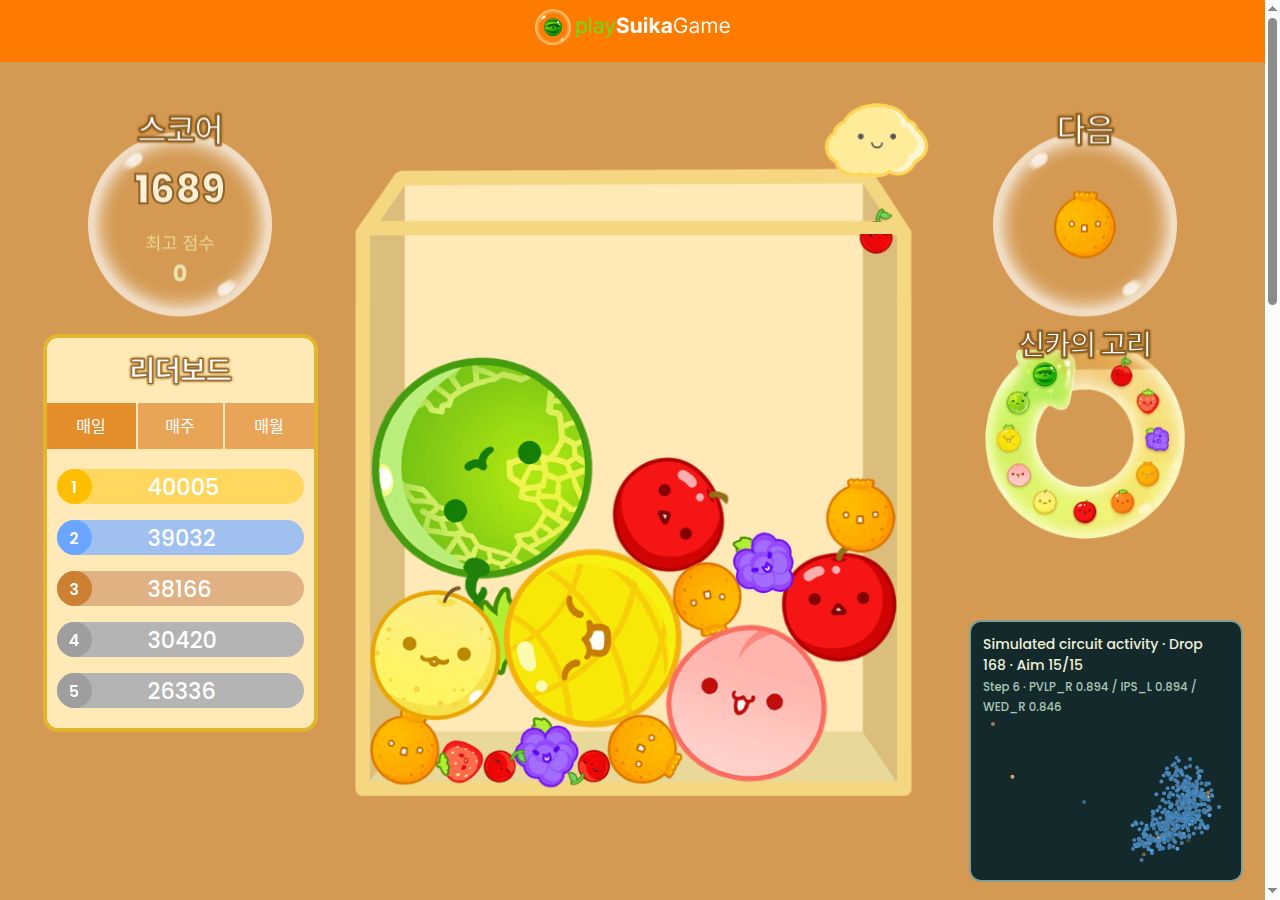 playSuikaGame
스코어
1689
최고 점수
0
리더보드
매일 매주 매월
1 40005
2 39032
3 38166
4 30420
5 26336
다음
신카의 고리
Simulated circuit activity · Drop
168 · Aim 15/15
Step 6 · PVLP_R 0.894 / IPS_L 0.894 /
WED_R 0.846